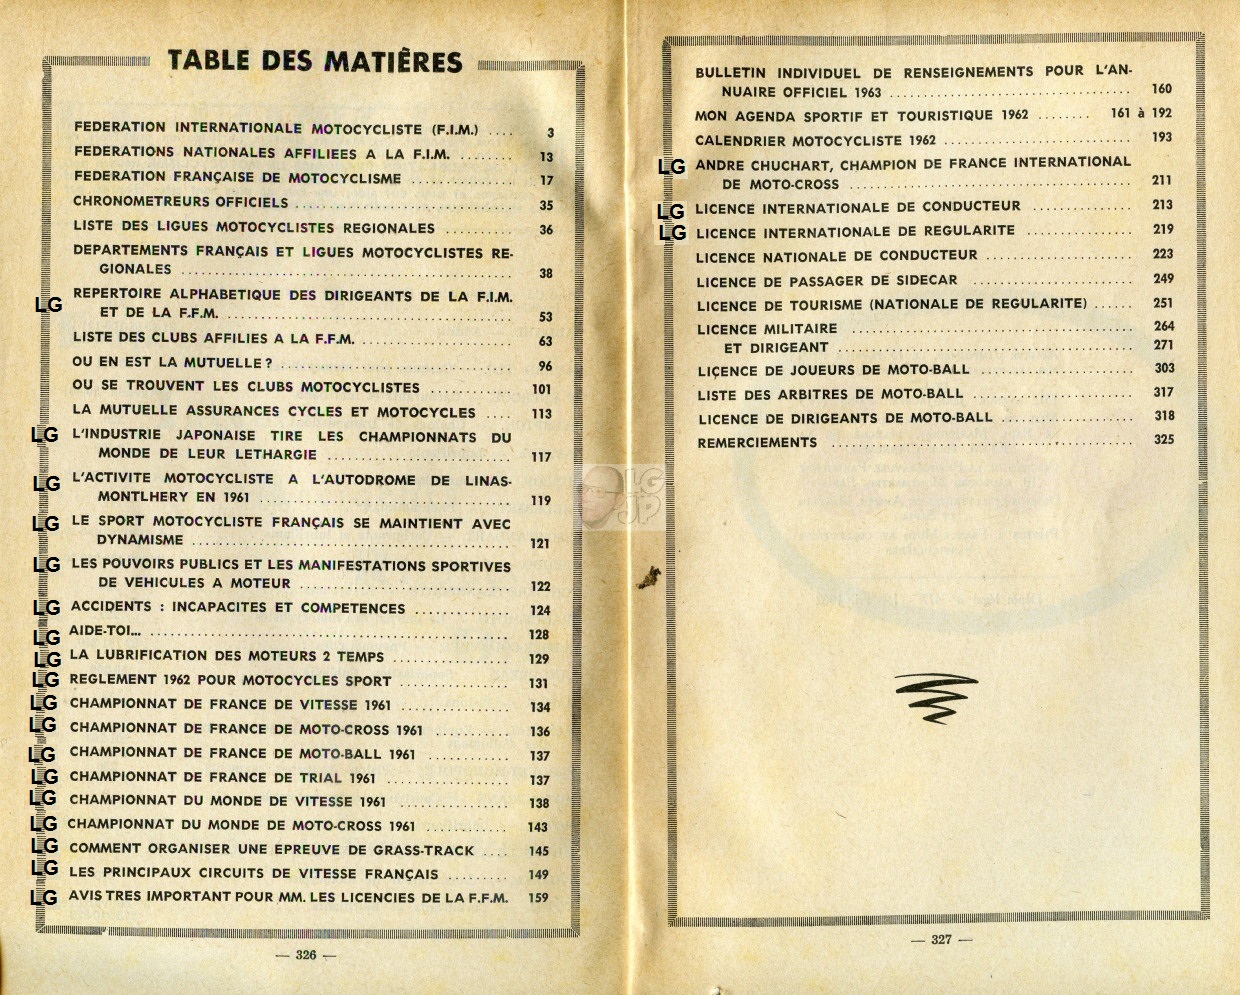 TABLE DES MATIÈRES
FEDERATION INTERNATIONALE MOTOCYCLISTE (F.I.M.) .... 3
FEDERATIONS NATIONALES AFFILIEES A LA F.I.M. ........ 13
FEDERATION FRANÇAISE DE MOTOCYCLISME ............... 17
CHRONOMETREURS OFFICIELS ............................... 35
LISTE DES LIGUES MOTOCYCLISTES REGIONALES .......... 36
DEPARTEMENTS FRANÇAIS ET LIGUES MOTOCYCLISTES RE-
GIONALES ............................................... 38
LG REPERTOIRE ALPHABETIQUE DES DIRIGEANTS DE LA F.I.M.
ET DE LA F.F.M. ......................................... 53
LISTE DES CLUBS AFFILIES A LA F.F.M. ...................... 63
OU EN EST LA MUTUELLE ? ................................. 96
OU SE TROUVENT LES CLUBS MOTOCYCLISTES ............ 101
LA MUTUELLE ASSURANCES CYCLES ET MOTOCYCLES .... 113
LG L'INDUSTRIE JAPONAISE TIRE LES CHAMPIONNATS DU
MONDE DE LEUR LETHARGIE ........................... 117
LG L'ACTIVITE MOTOCYCLISTE A L'AUTODROME DE LINAS-
MONTLHERY EN 1961 .................................... 119
LG LE SPORT MOTOCYCLISTE FRANÇAIS SE MAINTIENT AVEC
DYNAMISME .............................................. 121
LG LES POUVOIRS PUBLICS ET LES MANIFESTATIONS SPORTIVES
DE VEHICULES A MOTEUR .............................. 122
LG ACCIDENTS : INCAPACITES ET COMPETENCES ............. 124
LG AIDE-TOI... ................................................ 128
LG LA LUBRIFICATION DES MOTEURS 2 TEMPS ................ 129
LG REGLEMENT 1962 POUR MOTOCYCLES SPORT ............... 131
LG CHAMPIONNAT DE FRANCE DE VITESSE 1961 ............... 134
LG CHAMPIONNAT DE FRANCE DE MOTO-CROSS 1961 ........... 136
LG CHAMPIONNAT DE FRANCE DE MOTO-BALL 1961 ............ 137
LG CHAMPIONNAT DE FRANCE DE TRIAL 1961 ................. 137
LG CHAMPIONNAT DU MONDE DE VITESSE 1961 ............... 138
LG CHAMPIONNAT DU MONDE DE MOTO-CROSS 1961 ............ 143
LG COMMENT ORGANISER UNE EPREUVE DE GRASS-TRACK .... 145
LG LES PRINCIPAUX CIRCUITS DE VITESSE FRANÇAIS .......... 149
LG AVIS TRES IMPORTANT POUR MM. LES LICENCIES DE LA F.F.M. 159
— 326 —
BULLETIN INDIVIDUEL DE RENSEIGNEMENTS POUR L'AN-
NUAIRE OFFICIEL 1963 .................................. 160
MON AGENDA SPORTIF ET TOURISTIQUE 1962 ........ 161 à 192
CALENDRIER MOTOCYCLISTE 1962 ........................... 193
LG ANDRE CHUCHART, CHAMPION DE FRANCE INTERNATIONAL
DE MOTO-CROSS ........................................ 211
LG LICENCE INTERNATIONALE DE CONDUCTEUR .............. 213
LG LICENCE INTERNATIONALE DE REGULARITE ............... 219
LICENCE NATIONALE DE CONDUCTEUR ..................... 223
LICENCE DE PASSAGER DE SIDECAR ....................... 249
LICENCE DE TOURISME (NATIONALE DE REGULARITE) ...... 251
LICENCE MILITAIRE ........................................ 264
ET DIRIGEANT .......................................... 271
LICENCE DE JOUEURS DE MOTO-BALL ...................... 303
LISTE DES ARBITRES DE MOTO-BALL ....................... 317
LICENCE DE DIRIGEANTS DE MOTO-BALL ................... 318
REMERCIEMENTS ........................................... 325
— 327 —
LG
JP